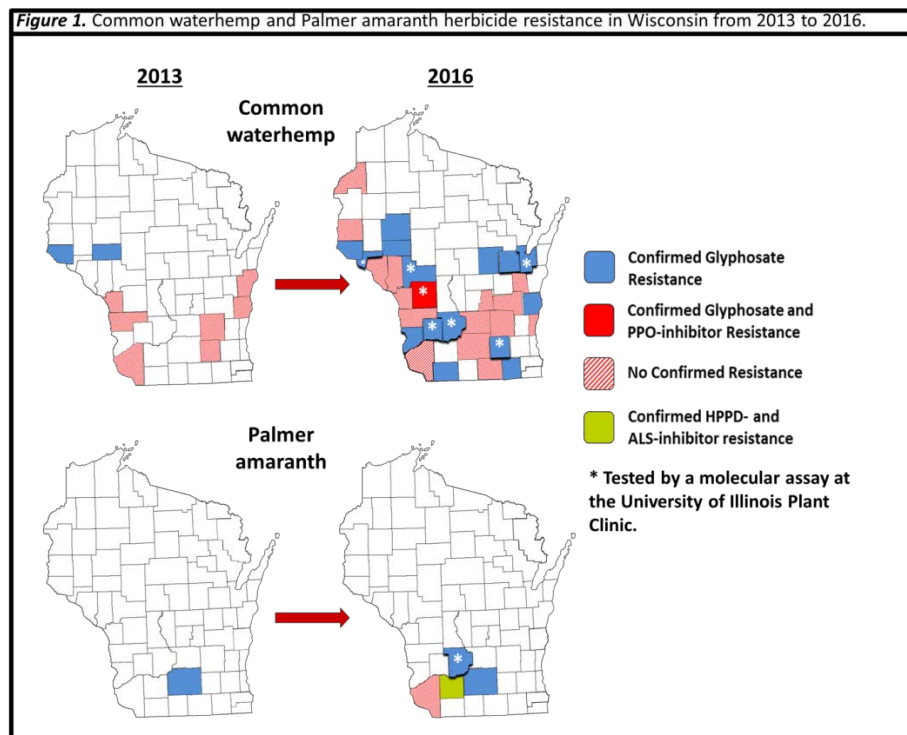 Figure 1. Common waterhemp and Palmer amaranth herbicide resistance in Wisconsin from 2013 to 2016.
2013
2016
Common
waterhemp
Confirmed Glyphosate
Resistance
Confirmed Glyphosate and
PPO-inhibitor Resistance
No Confirmed Resistance
Confirmed HPPD- and
ALS-inhibitor resistance
* Tested by a molecular assay at
the University of Illinois Plant
Clinic.
Palmer
amaranth